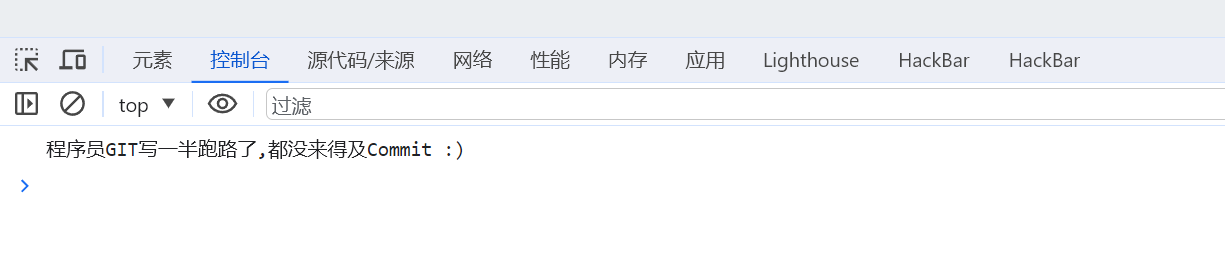 元素 控制台 源代码/来源 网络 性能 内存 应用 Lighthouse HackBar HackBar
top 过滤
程序员GIT写一半跑路了,都没来得及Commit :)